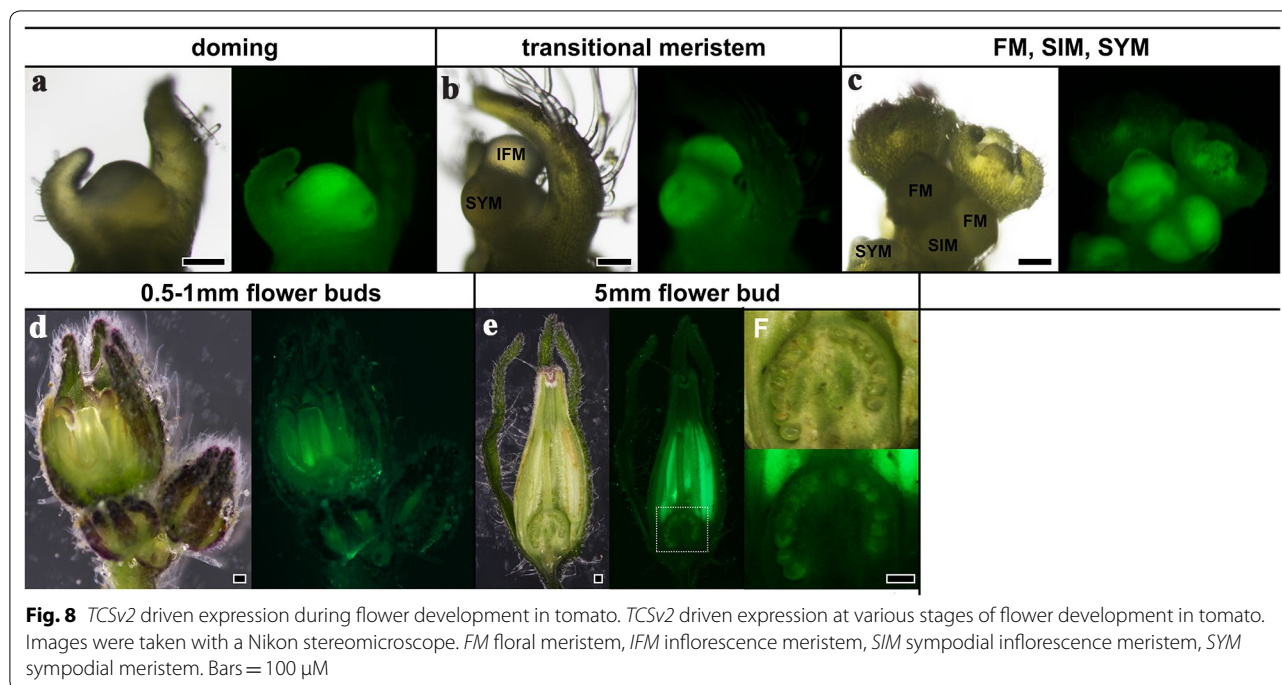 doming transitional meristem FM, SIM, SYM
a b c
IFM
SYM
FM
FM
SIM
SYM
0.5-1mm flower buds 5mm flower bud
d e F
Fig. 8 TCSv2 driven expression during flower development in tomato. TCSv2 driven expression at various stages of flower development in tomato.
Images were taken with a Nikon stereomicroscope. FM floral meristem, IFM inflorescence meristem, SIM sympodial inflorescence meristem, SYM
sympodial meristem. Bars = 100 µM